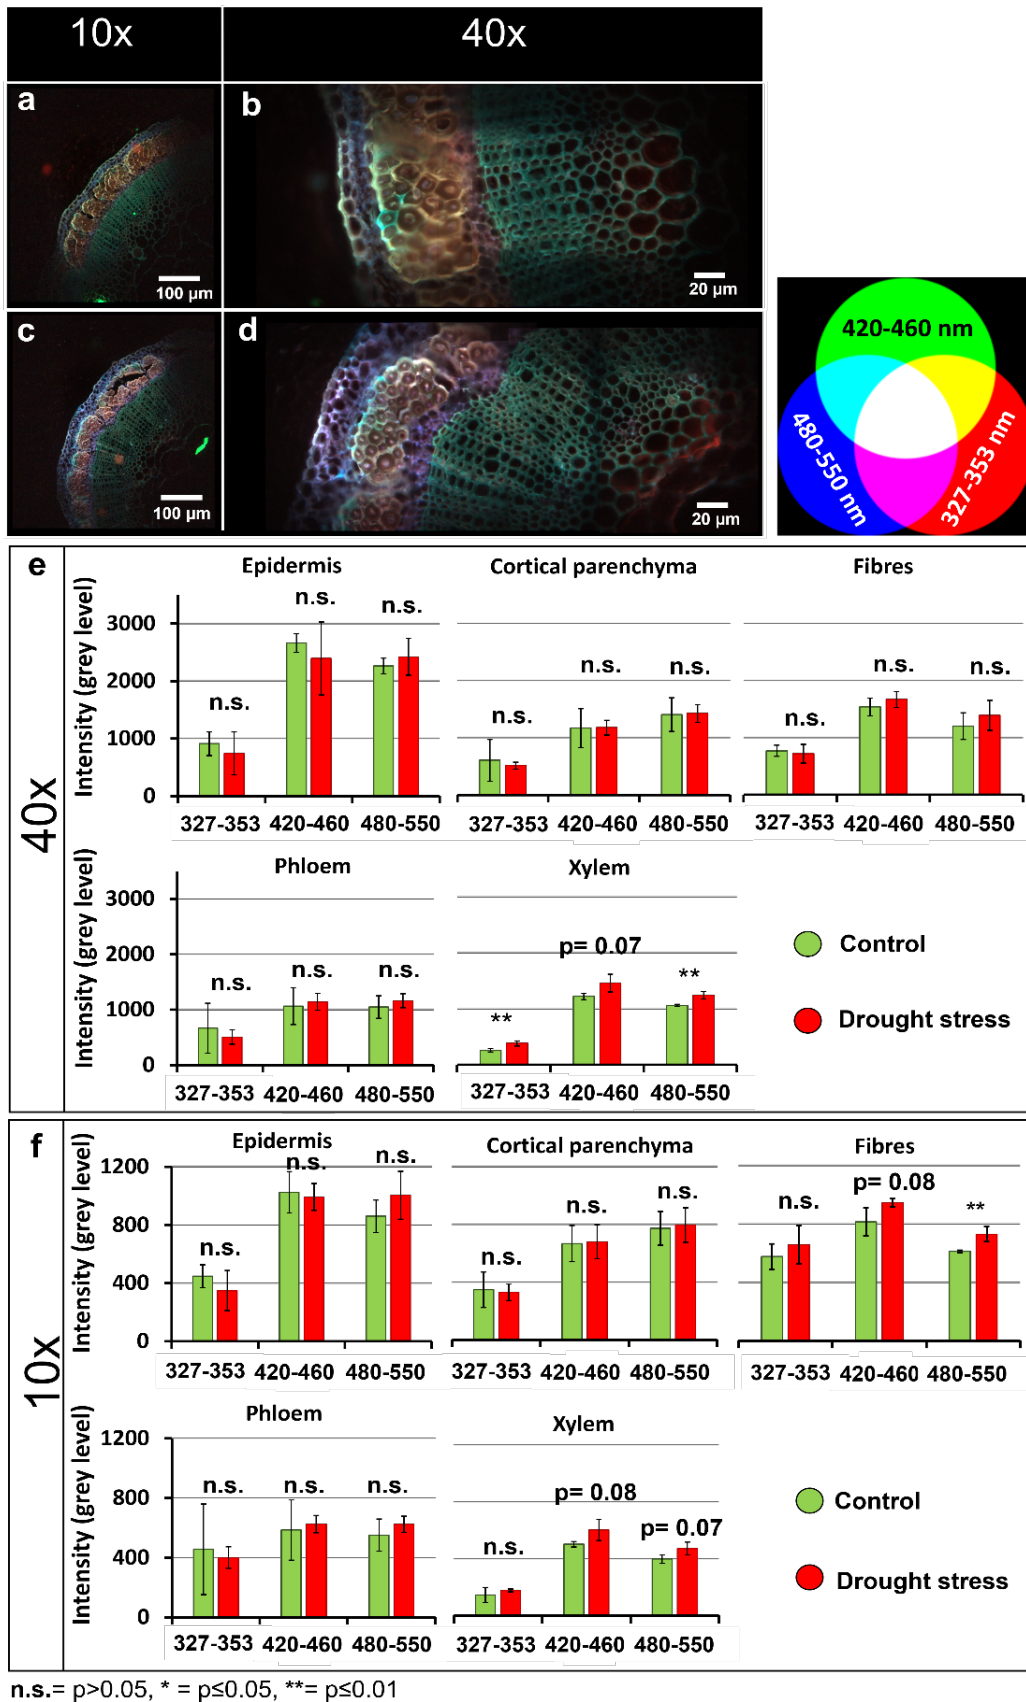 10x 40x
a b
100 µm 20 µm
c d
100 µm 20 µm
420-460 nm
480-550 nm
327-353 nm
e
40x
Epidermis Cortical parenchyma Fibres
Intensity (grey level)
3000
2000
1000
0
n.s. n.s. n.s.
n.s. n.s. n.s.
n.s. n.s. n.s.
327-353 420-460 480-550
327-353 420-460 480-550
327-353 420-460 480-550
Phloem Xylem
Intensity (grey level)
3000
2000
1000
0
n.s. n.s. n.s.
** p= 0.07 **
327-353 420-460 480-550
327-353 420-460 480-550
Control
Drought stress
f
10x
Epidermis Cortical parenchyma Fibres
Intensity (grey level)
1200
800
400
0
n.s. n.s. n.s.
n.s. n.s. n.s.
n.s. p= 0.08 **
327-353 420-460 480-550
327-353 420-460 480-550
327-353 420-460 480-550
Phloem Xylem
Intensity (grey level)
1200
800
400
0
n.s. n.s. n.s.
n.s. p= 0.08 p= 0.07
327-353 420-460 480-550
327-353 420-460 480-550
Control
Drought stress
n.s.= p>0.05, * = p≤0.05, **= p≤0.01